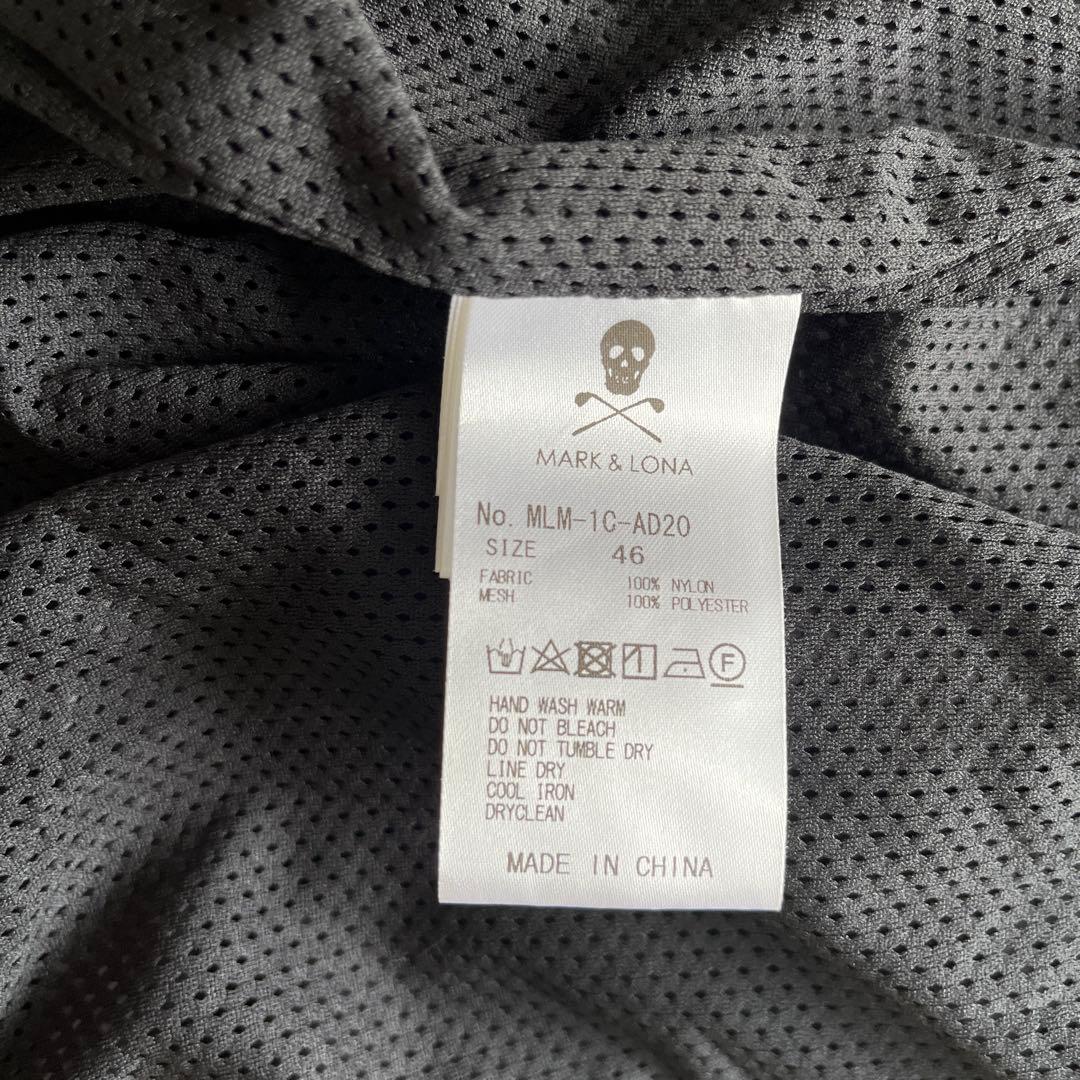 MARK & LONA
No. MLM-1C-AD20
SIZE 46
FABRIC 100% NYLON
MESH 100% POLYESTER
F
HAND WASH WARM
DO NOT BLEACH
DO NOT TUMBLE DRY
LINE DRY
COOL IRON
DRYCLEAN
MADE IN CHINA